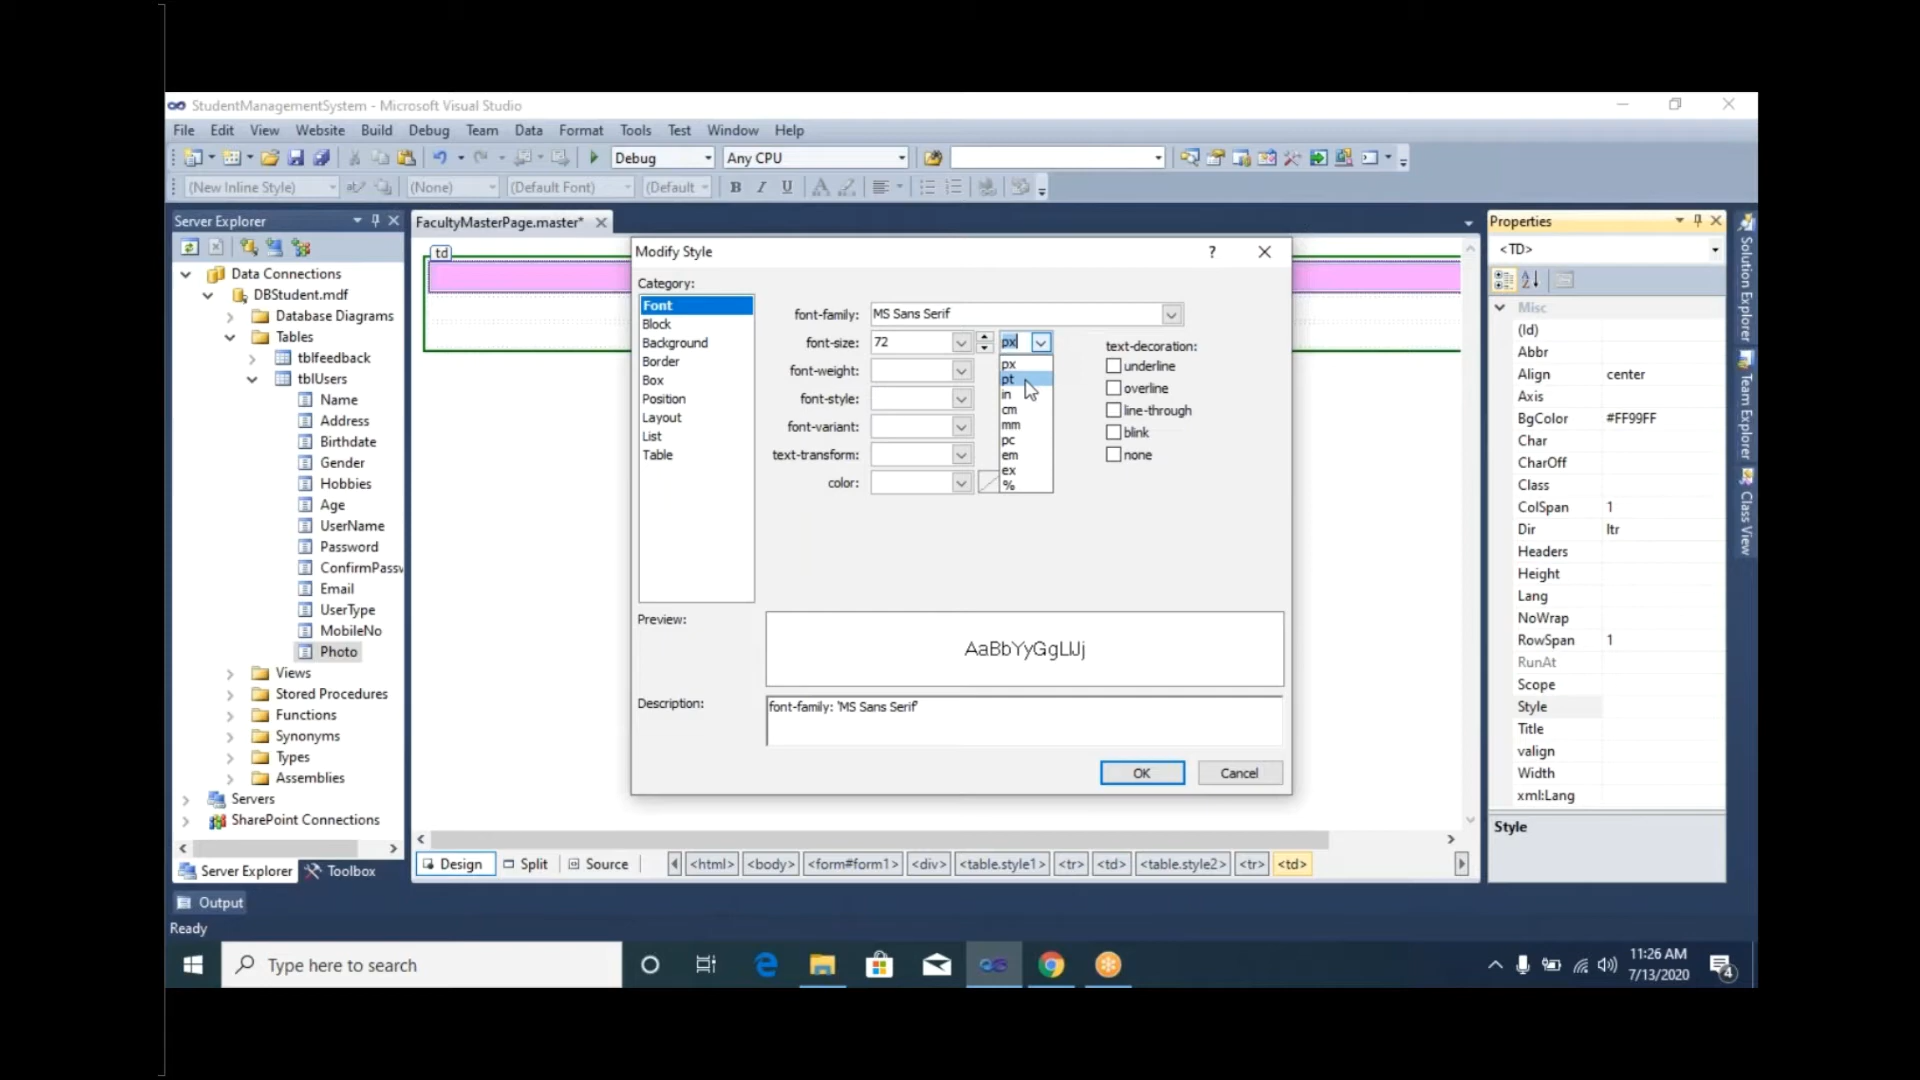 StudentManagementSystem - Microsoft Visual Studio
File Edit View Website Build Debug Team Data Format Tools Test Window Help
Debug Any CPU
(New Inline Style) (None) (Default Font) (Default B I U
Server Explorer
Data Connections
DBStudent.mdf
Database Diagrams
Tables
tblfeedback
tblUsers
Name
Address
Birthdate
Gender
Hobbies
Age
UserName
Password
ConfirmPassw
Email
UserType
MobileNo
Photo
Views
Stored Procedures
Functions
Synonyms
Types
Assemblies
Servers
SharePoint Connections
Server Explorer Toolbox
FacultyMasterPage.master*
td
Modify Style ?
Category:
Font
Block
Background
Border
Box
Position
Layout
List
Table
font-family: MS Sans Serif
font-size: 72 px
font-weight:
font-style:
font-variant:
text-transform:
color:
px
pt
in
cm
mm
pc
em
ex
%
text-decoration:
underline
overline
line-through
blink
none
Preview:
AaBbYyGgLlJj
Description:
font-family: 'MS Sans Serif'
OK Cancel
Design Split Source <html> <body> <form#form1> <div> <table.style1> <tr> <td> <table.style2> <tr> <td>
Properties
<TD>
Misc
(Id)
Abbr
Align center
Axis
BgColor #FF99FF
Char
CharOff
Class
ColSpan 1
Dir ltr
Headers
Height
Lang
NoWrap
RowSpan 1
RunAt
Scope
Style
Title
valign
Width
xml:Lang
Style
Solution Explorer
Team Explorer
Class View
Output
Ready
Type here to search
11:26 AM
7/13/2020
4